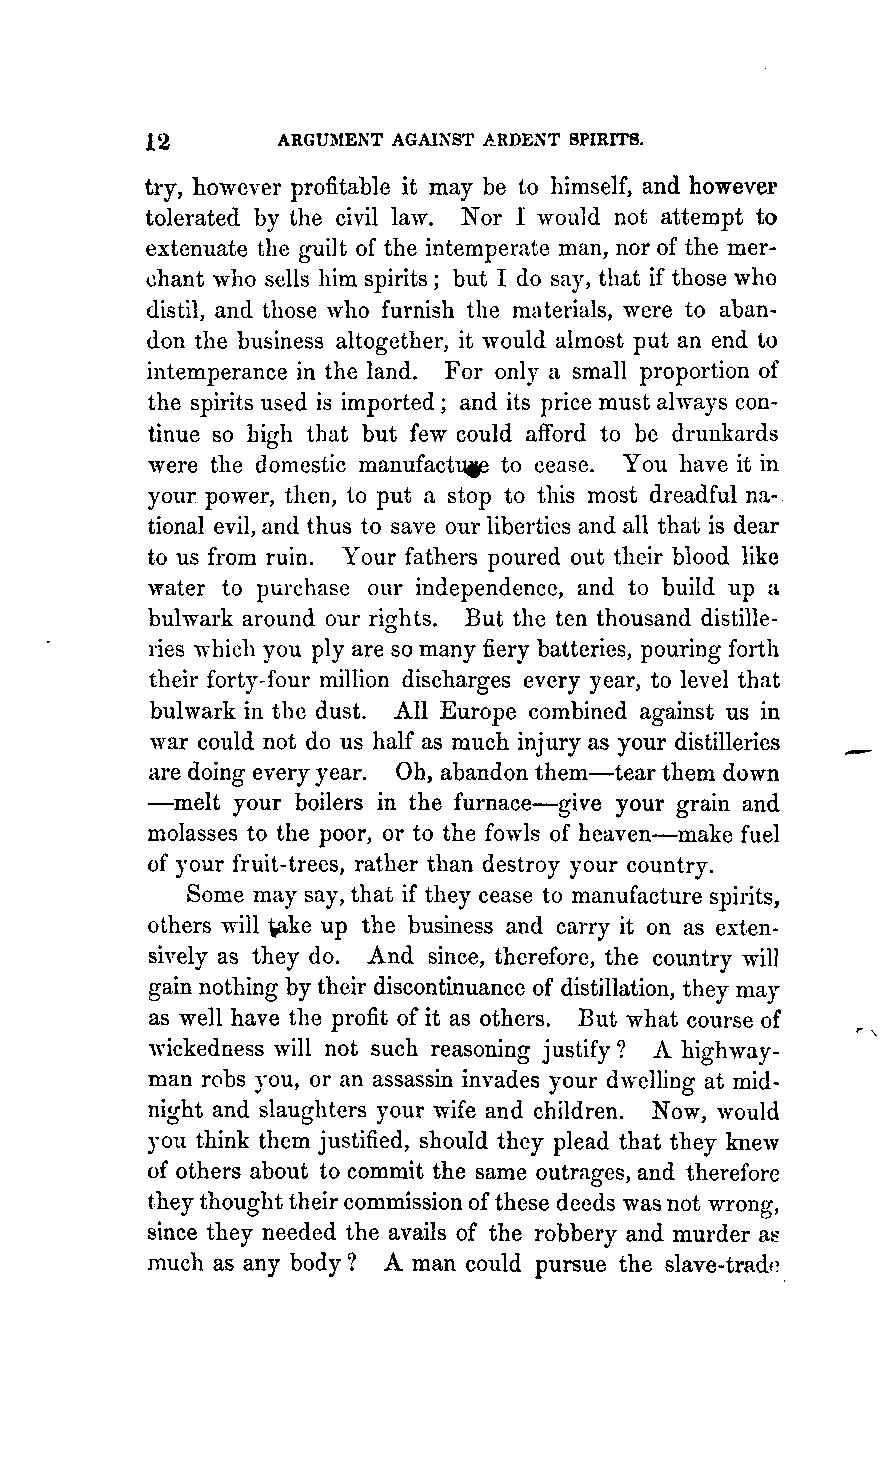 12 ARGUMENT AGAINST ARDENT SPIRITS.
try, however profitable it may be to himself, and however
tolerated by the civil law. Nor I would not attempt to
extenuate the guilt of the intemperate man, nor of the mer-
chant who sells him spirits; but I do say, that if those who
distil, and those who furnish the materials, were to aban-
don the business altogether, it would almost put an end to
intemperance in the land. For only a small proportion of
the spirits used is imported; and its price must always con-
tinue so high that but few could afford to be drunkards
were the domestic manufacture to cease. You have it in
your power, then, to put a stop to this most dreadful na-
tional evil, and thus to save our liberties and all that is dear
to us from ruin. Your fathers poured out their blood like
water to purchase our independence, and to build up a
bulwark around our rights. But the ten thousand distille-
ries which you ply are so many fiery batteries, pouring forth
their forty-four million discharges every year, to level that
bulwark in the dust. All Europe combined against us in
war could not do us half as much injury as your distilleries
are doing every year. Oh, abandon them—tear them down
—melt your boilers in the furnace—give your grain and
molasses to the poor, or to the fowls of heaven—make fuel
of your fruit-trees, rather than destroy your country.
Some may say, that if they cease to manufacture spirits,
others will take up the business and carry it on as exten-
sively as they do. And since, therefore, the country will
gain nothing by their discontinuance of distillation, they may
as well have the profit of it as others. But what course of
wickedness will not such reasoning justify? A highway-
man robs you, or an assassin invades your dwelling at mid-
night and slaughters your wife and children. Now, would
you think them justified, should they plead that they knew
of others about to commit the same outrages, and therefore
they thought their commission of these deeds was not wrong,
since they needed the avails of the robbery and murder as
much as any body? A man could pursue the slave-trade